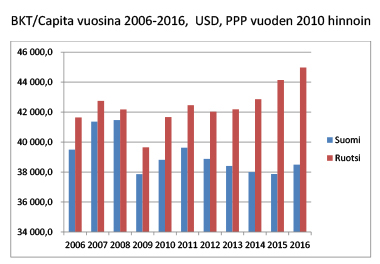 BKT/Capita vuosina 2006-2016, USD, PPP vuoden 2010 hinnoin
46 000,0
44 000,0
42 000,0
40 000,0
38 000,0
36 000,0
34 000,0
Suomi
Ruotsi
2006 2007 2008 2009 2010 2011 2012 2013 2014 2015 2016